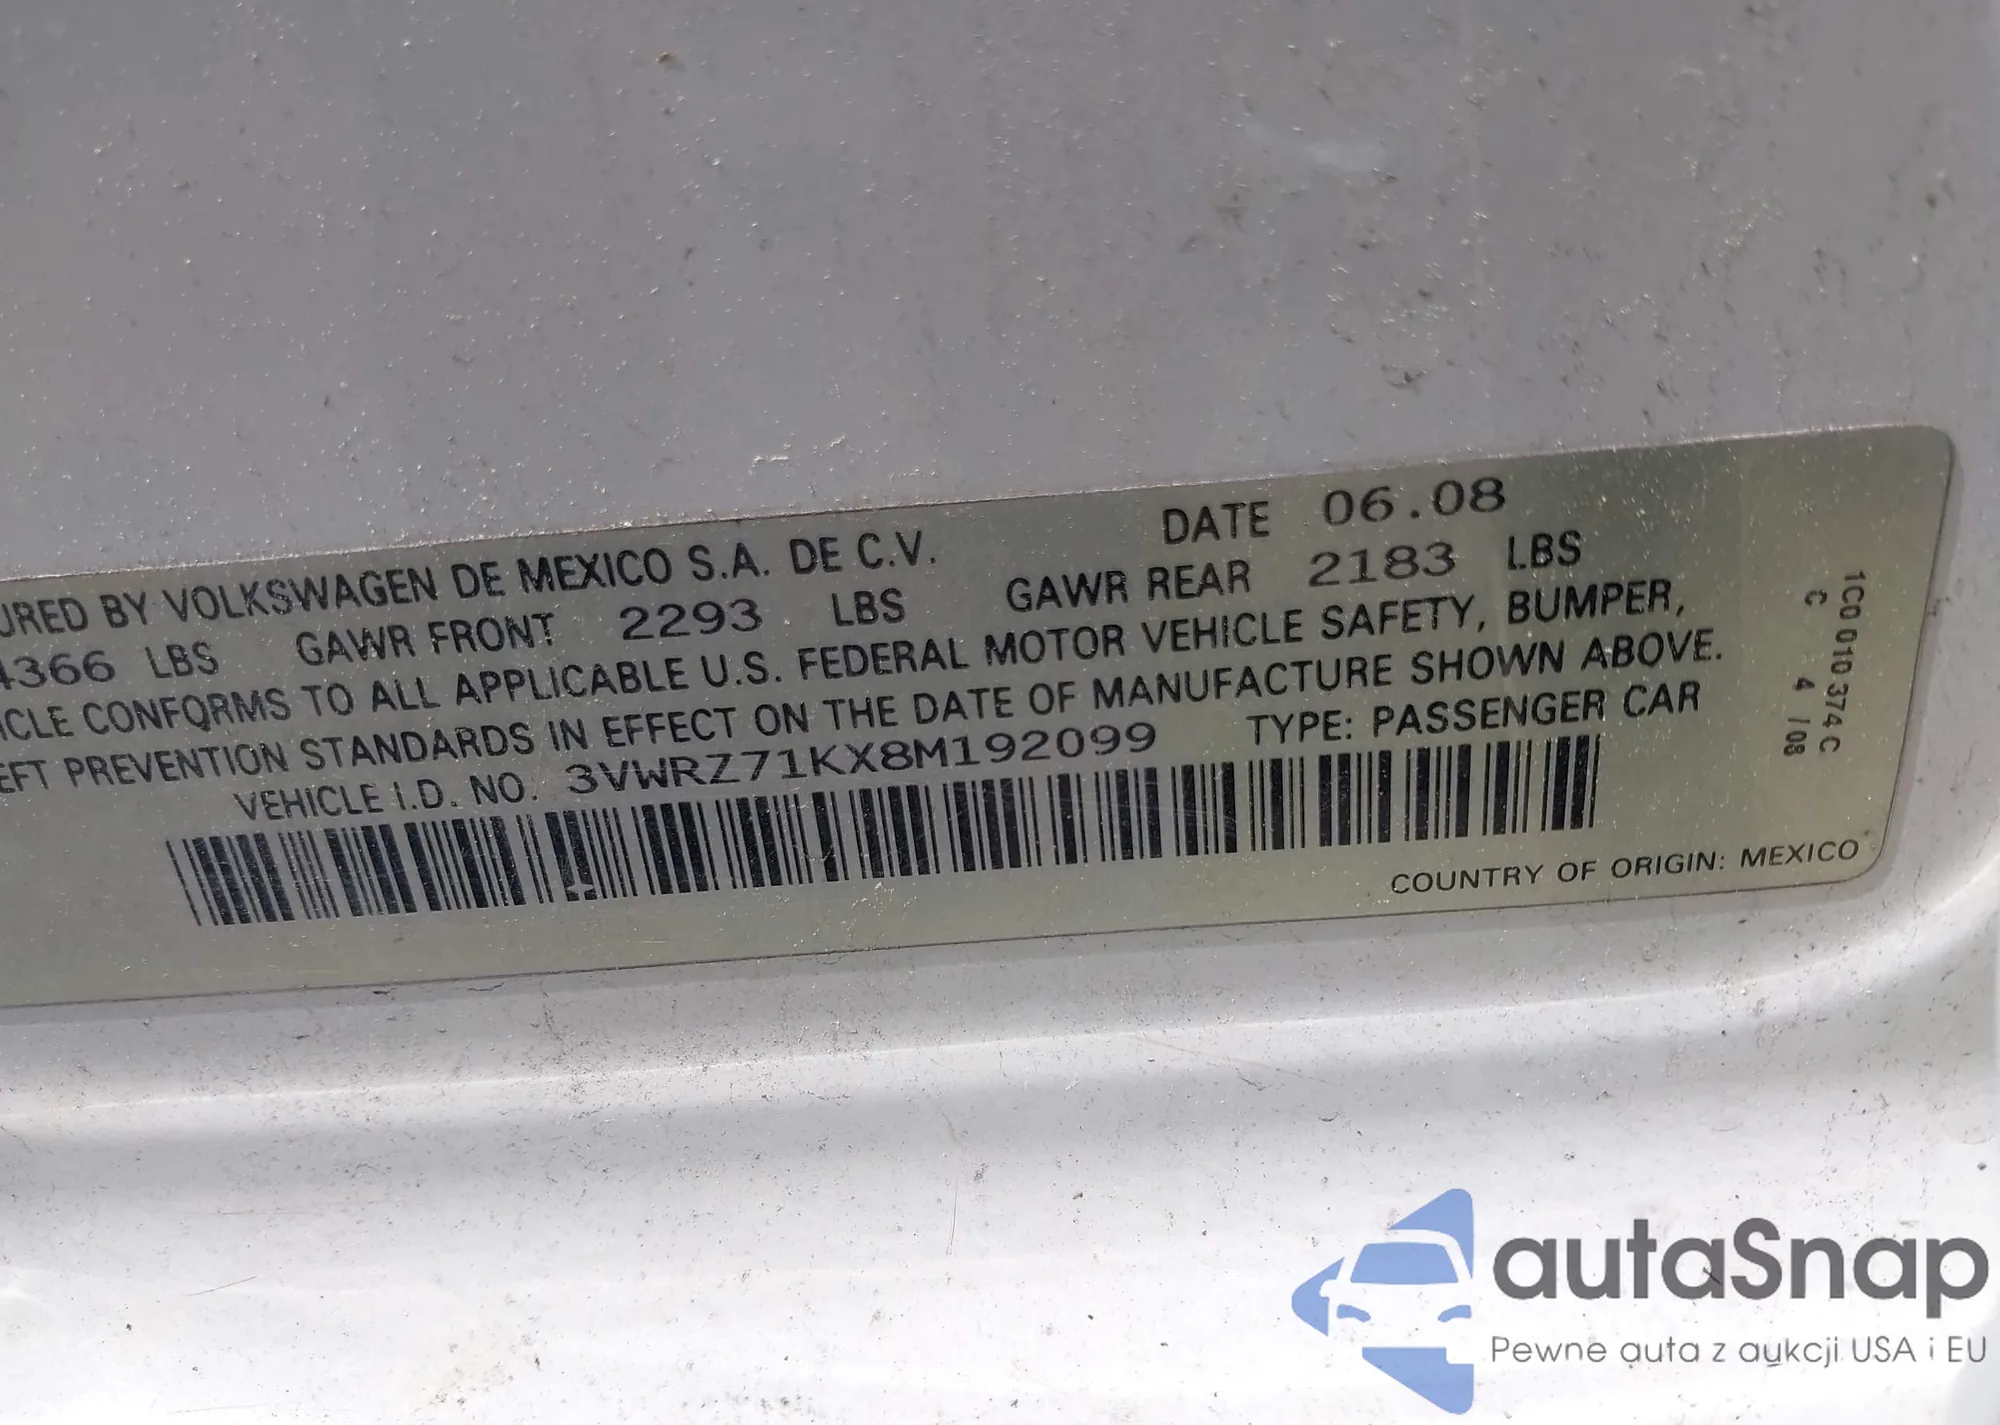 URED BY VOLKSWAGEN DE MEXICO S.A. DE C.V. DATE 06.08
4366 LBS GAWR FRONT 2293 LBS GAWR REAR 2183 LBS
ICLE CONFORMS TO ALL APPLICABLE U.S. FEDERAL MOTOR VEHICLE SAFETY, BUMPER,
EFT PREVENTION STANDARDS IN EFFECT ON THE DATE OF MANUFACTURE SHOWN ABOVE.
VEHICLE I.D. NO. 3VWRZ71KX8M192099 TYPE: PASSENGER CAR
COUNTRY OF ORIGIN: MEXICO
1C0 010 374 C
C 4 / 08
autaSnap
Pewne auta z aukcji USA i EU